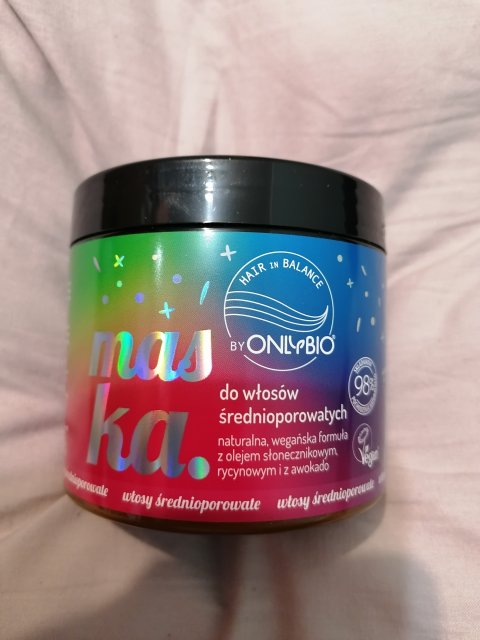 HAIR IN BALANCE
BY ONLYBIO®
mas
ka.
do włosów
średnioporowatych
naturalna, wegańska formuła
z olejem słonecznikowym,
rycynowym i z awokado
98%
Vegan
średnioporowate włosy średnioporowate włosy średnioporowate